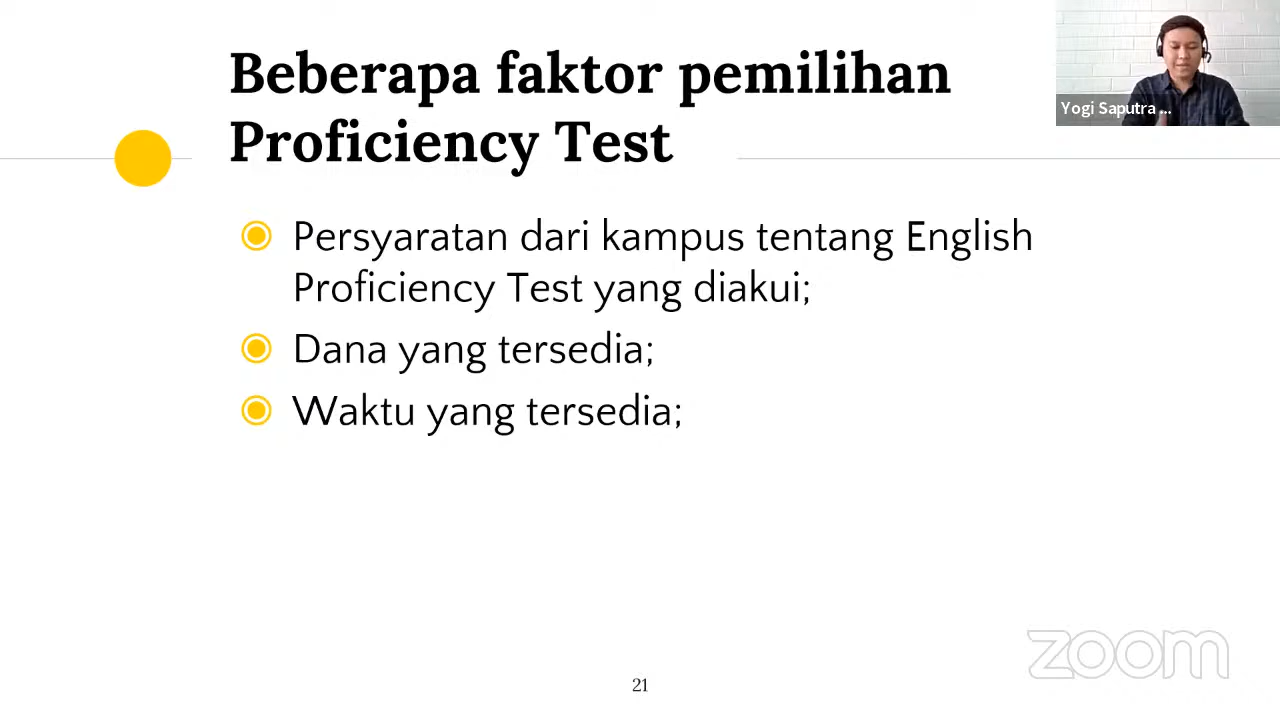 Beberapa faktor pemilihan
Proficiency Test
Yogi Saputra ...
Persyaratan dari kampus tentang English
Proficiency Test yang diakui;
Dana yang tersedia;
Waktu yang tersedia;
zoom
21